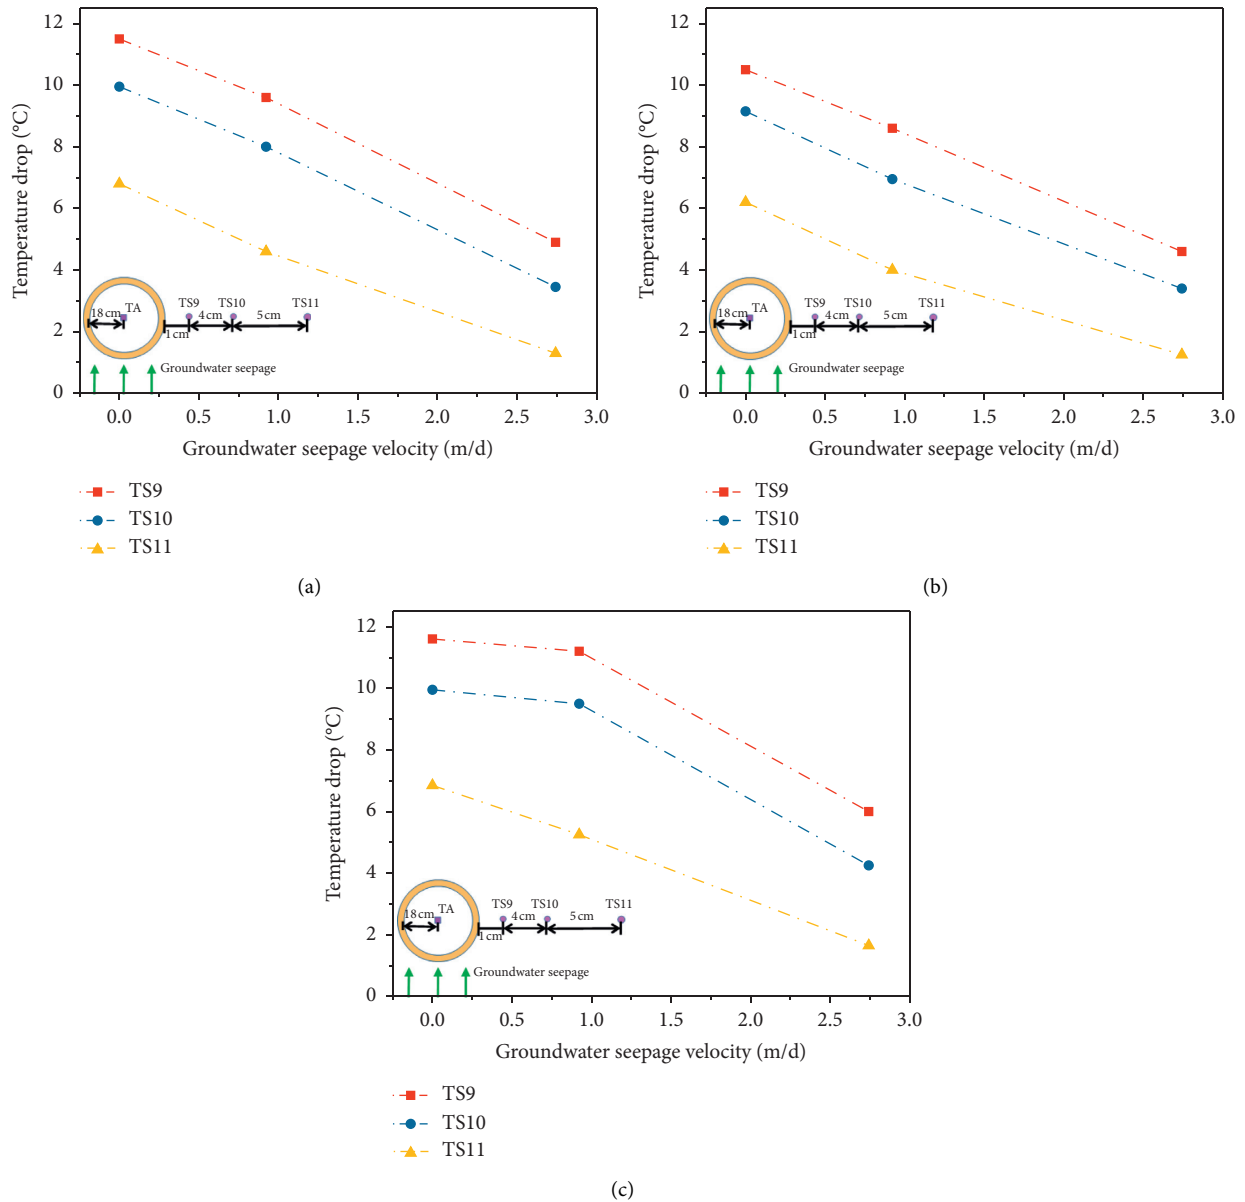 12
10
8
6
4
2
0
Temperature drop (°C)
18 cm
TA
TS9
TS10
TS11
4 cm
5 cm
1 cm
Groundwater seepage
0.0 0.5 1.0 1.5 2.0 2.5 3.0
Groundwater seepage velocity (m/d)
TS9
TS10
TS11
(a)
12
10
8
6
4
2
0
Temperature drop (°C)
18 cm
TA
TS9
TS10
TS11
4 cm
5 cm
1 cm
Groundwater seepage
0.0 0.5 1.0 1.5 2.0 2.5 3.0
Groundwater seepage velocity (m/d)
TS9
TS10
TS11
(b)
12
10
8
6
4
2
0
Temperature drop (°C)
18 cm
TA
TS9
TS10
TS11
4 cm
5 cm
1 cm
Groundwater seepage
0.0 0.5 1.0 1.5 2.0 2.5 3.0
Groundwater seepage velocity (m/d)
TS9
TS10
TS11
(c)